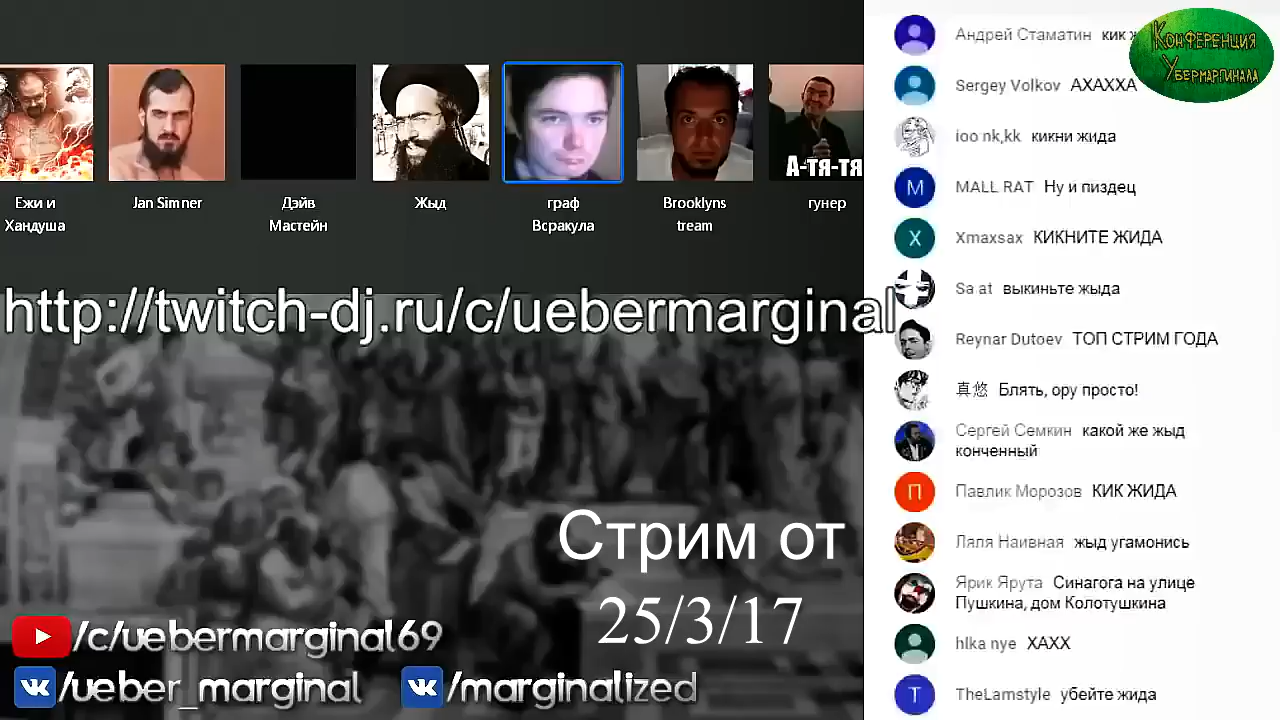 А-ТЯ-ТЯ
Ежи и
Хандуша
Jan Simner
Дэйв
Мастейн
Жыд
граф
Всракула
Brooklyns
tream
гунер
http://twitch-dj.ru/c/uebermarginal
Стрим от
25/3/17
/c/uebermarginal69
/ueber_marginal
/marginalized
Конференция
Убермаргинала
Андрей Стаматин кик
Sergey Volkov АХАХХА
ioo nk,kk кикни жида
M
MALL RAT Ну и пиздец
X
Xmaxsax КИКНИТЕ ЖИДА
Sa at выкиньте жыда
Reynar Dutoev ТОП СТРИМ ГОДА
真悠 Блять, ору просто!
Сергей Семкин какой же жыд
конченный
П
Павлик Морозов КИК ЖИДА
Ляля Наивная жыд угамонись
Ярик Ярута Синагога на улице
Пушкина, дом Колотушкина
hlka nye ХАХХ
T
TheLamstyle убейте жида